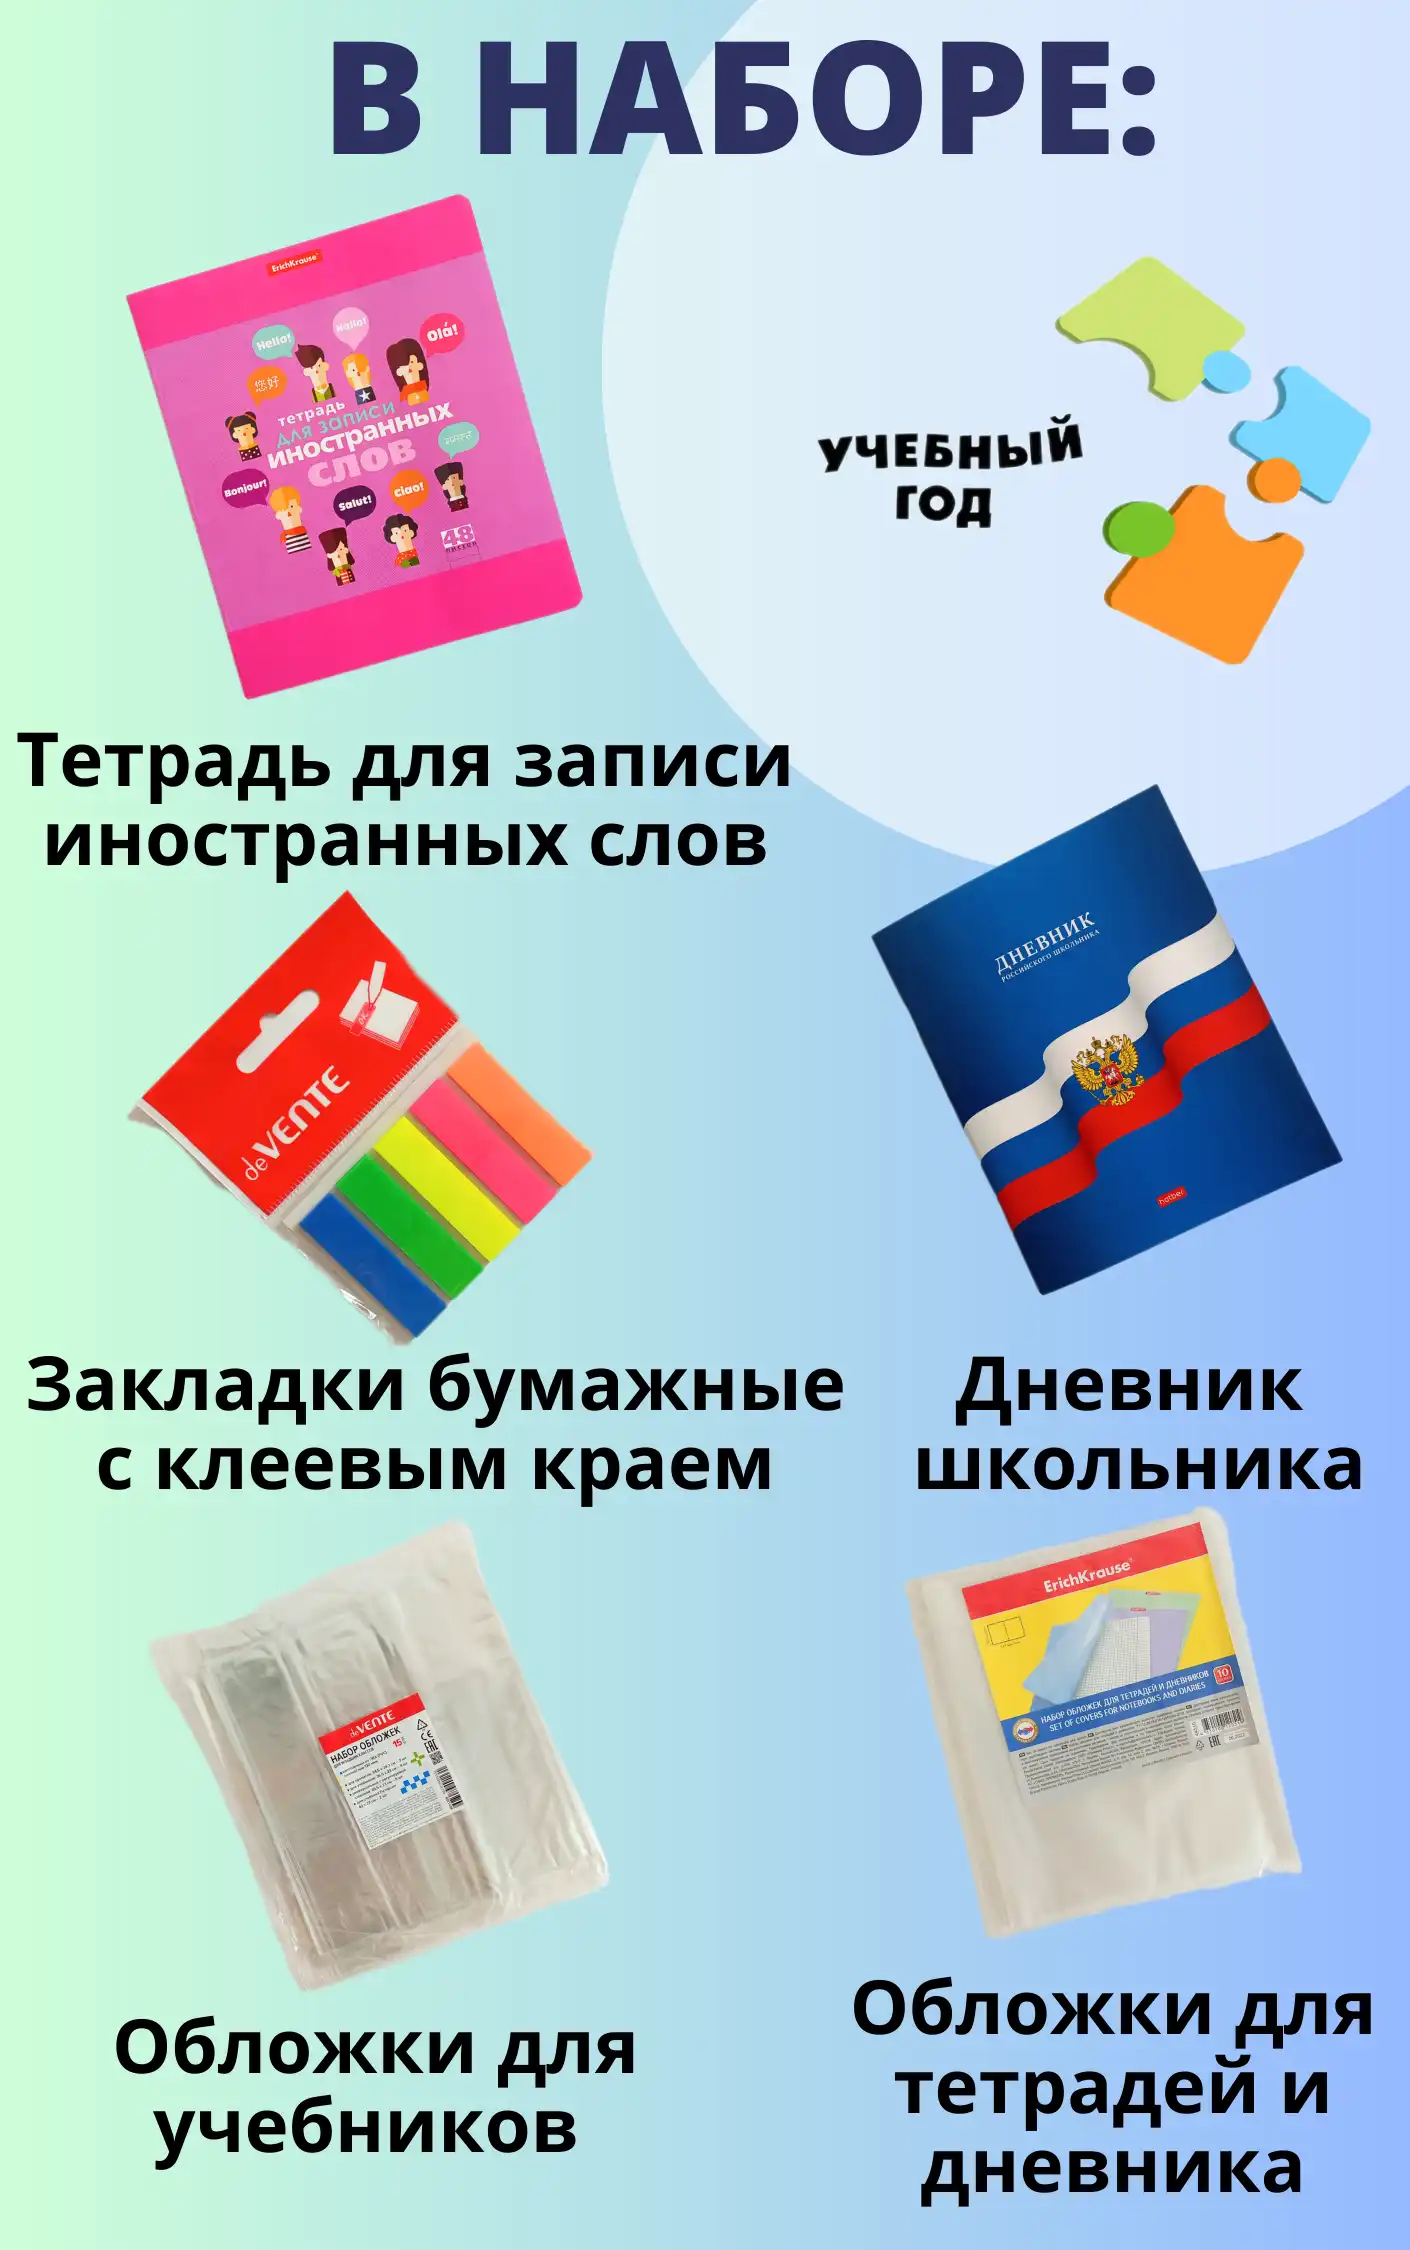 В НАБОРЕ:
ErichKrause
Hello!
Hallo!
Olá!
您好
тетрадь
для записи
иностранных
слов
Bonjour!
Salut!
Ciao!
48
листов
УЧЕБНЫЙ
ГОД
Тетрадь для записи
иностранных слов
deVENTE
ДНЕВНИК
РОССИЙСКОГО ШКОЛЬНИКА
hatber
Закладки бумажные
с клеевым краем
Дневник
школьника
deVENTE
НАБОР ОБЛОЖЕК
15
ErichKrause
НАБОР ОБЛОЖЕК ДЛЯ ТЕТРАДЕЙ И ДНЕВНИКОВ
SET OF COVERS FOR NOTEBOOKS AND DIARIES
10
Обложки для
учебников
Обложки для
тетрадей и
дневника